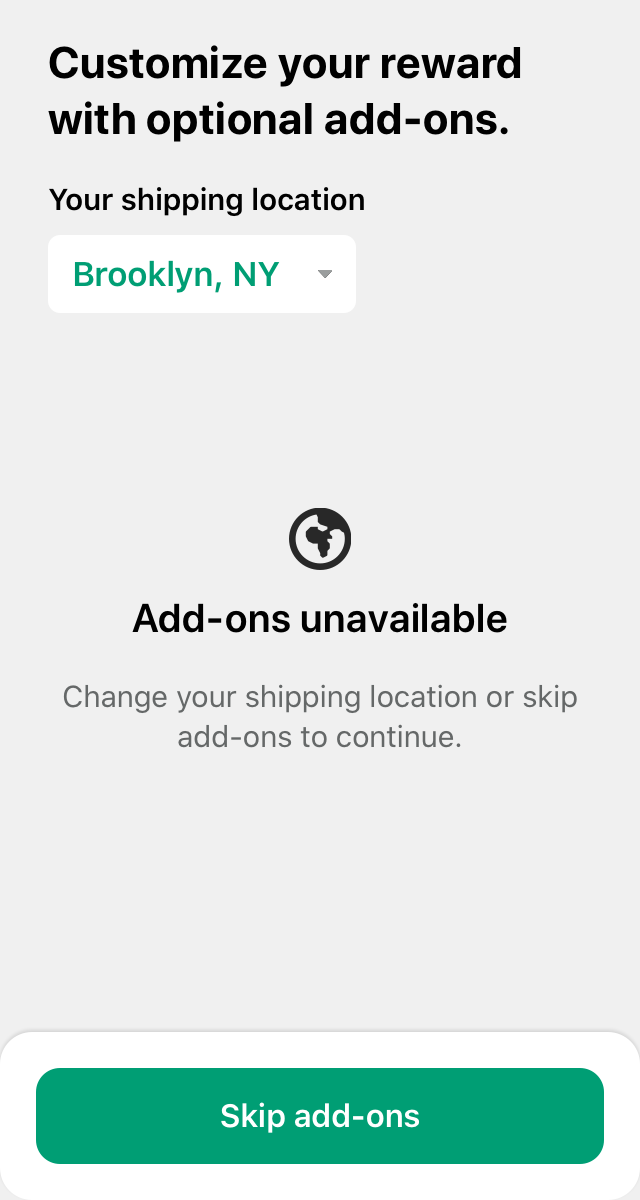 Customize your reward
with optional add-ons.
Your shipping location
Brooklyn, NY
Add-ons unavailable
Change your shipping location or skip
add-ons to continue.
Skip add-ons